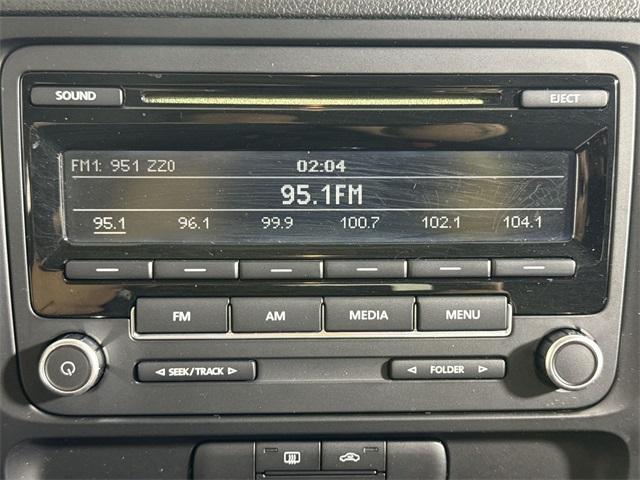 SOUND EJECT
FM1: 951 ZZ0 02:04
95.1FM
95.1 96.1 99.9 100.7 102.1 104.1
FM AM MEDIA MENU
SEEK/TRACK FOLDER